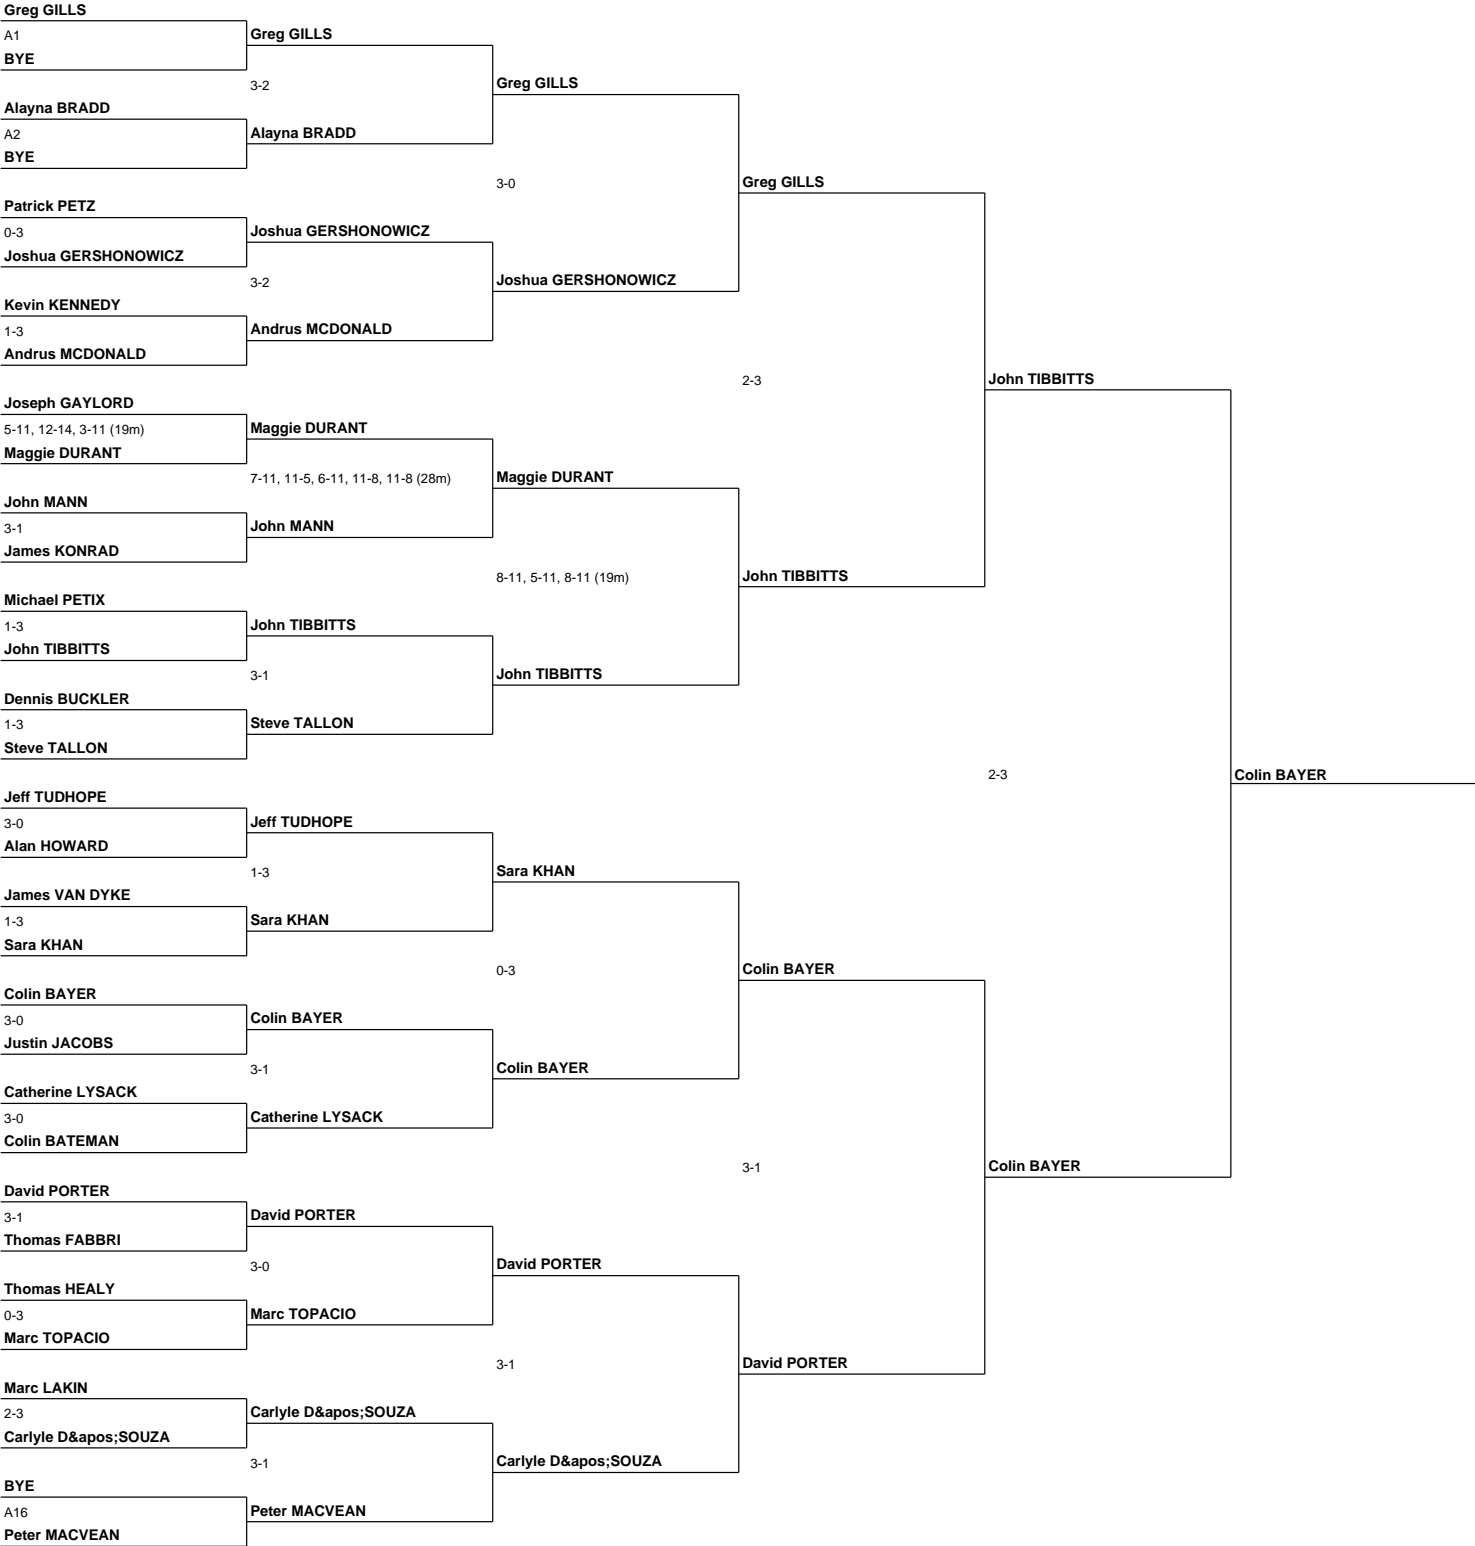 Greg GILLS
A1
BYE
Alayna BRADD
A2
BYE
Patrick PETZ
0-3
Joshua GERSHONOWICZ
Kevin KENNEDY
1-3
Andrus MCDONALD
Joseph GAYLORD
5-11, 12-14, 3-11 (19m)
Maggie DURANT
John MANN
3-1
James KONRAD
Michael PETIX
1-3
John TIBBITTS
Dennis BUCKLER
1-3
Steve TALLON
Jeff TUDHOPE
3-0
Alan HOWARD
James VAN DYKE
1-3
Sara KHAN
Colin BAYER
3-0
Justin JACOBS
Catherine LYSACK
3-0
Colin BATEMAN
David PORTER
3-1
Thomas FABBRI
Thomas HEALY
0-3
Marc TOPACIO
Marc LAKIN
2-3
Carlyle D&apos;SOUZA
BYE
A16
Peter MACVEAN
Greg GILLS
3-2
Alayna BRADD
Joshua GERSHONOWICZ
3-2
Andrus MCDONALD
Maggie DURANT
7-11, 11-5, 6-11, 11-8, 11-8 (28m)
John MANN
John TIBBITTS
3-1
Steve TALLON
Jeff TUDHOPE
1-3
Sara KHAN
Colin BAYER
3-1
Catherine LYSACK
David PORTER
3-0
Marc TOPACIO
Carlyle D&apos;SOUZA
3-1
Peter MACVEAN
Greg GILLS
3-0
Joshua GERSHONOWICZ
Maggie DURANT
8-11, 5-11, 8-11 (19m)
John TIBBITTS
Sara KHAN
0-3
Colin BAYER
David PORTER
3-1
Carlyle D&apos;SOUZA
Greg GILLS
2-3
John TIBBITTS
Colin BAYER
3-1
David PORTER
John TIBBITTS
2-3
Colin BAYER
Colin BAYER